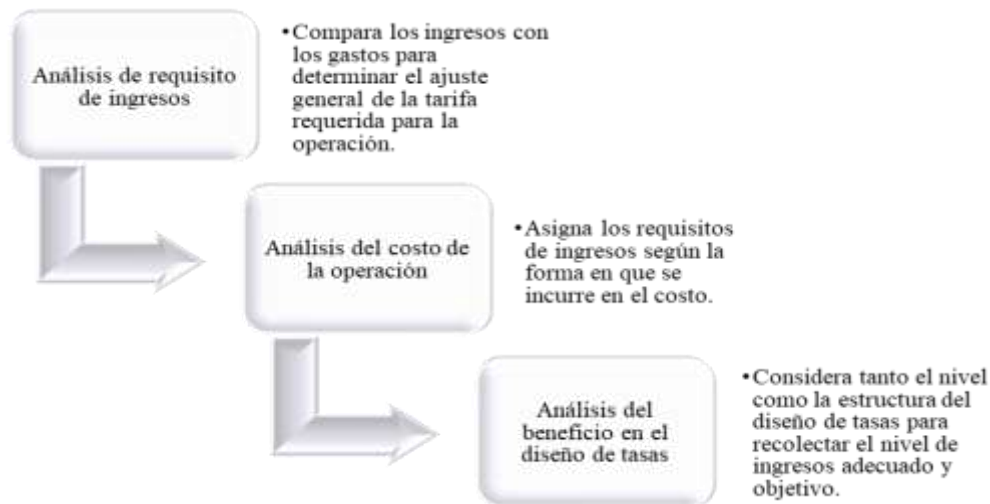 Análisis de requisito
de ingresos
•Compara los ingresos con
los gastos para
determinar el ajuste
general de la tarifa
requerida para la
operación.
Análisis del costo de
la operación
•Asigna los requisitos
de ingresos según la
forma en que se
incurre en el costo.
Análisis del
beneficio en el
diseño de tasas
•Considera tanto el nivel
como la estructura del
diseño de tasas para
recolectar el nivel de
ingresos adecuado y
objetivo.